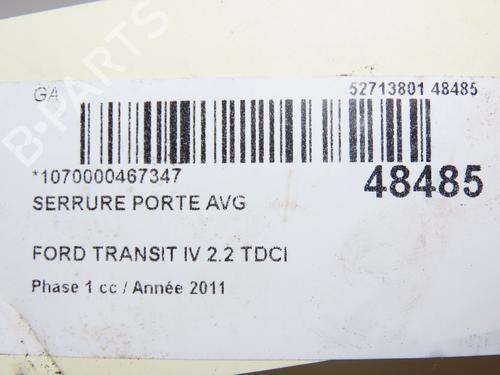 GA
52713801 48485
*1070000467347
48485
SERRURE PORTE AVG
FORD TRANSIT IV 2.2 TDCI
Phase 1 cc / Année 2011
B-PARTS